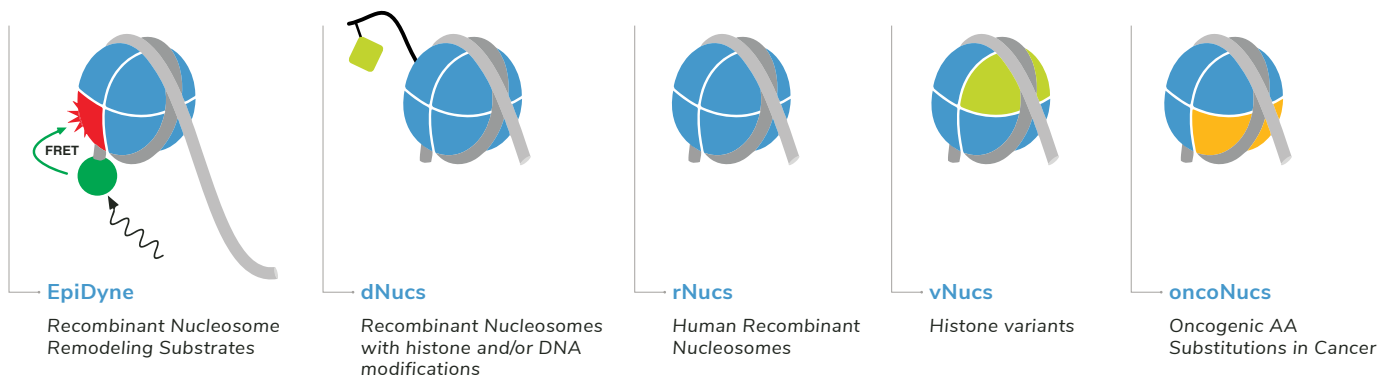 FRET
EpiDyne
Recombinant Nucleosome
Remodeling Substrates
dNucs
Recombinant Nucleosomes
with histone and/or DNA
modifications
rNucs
Human Recombinant
Nucleosomes
vNucs
Histone variants
oncoNucs
Oncogenic AA
Substitutions in Cancer